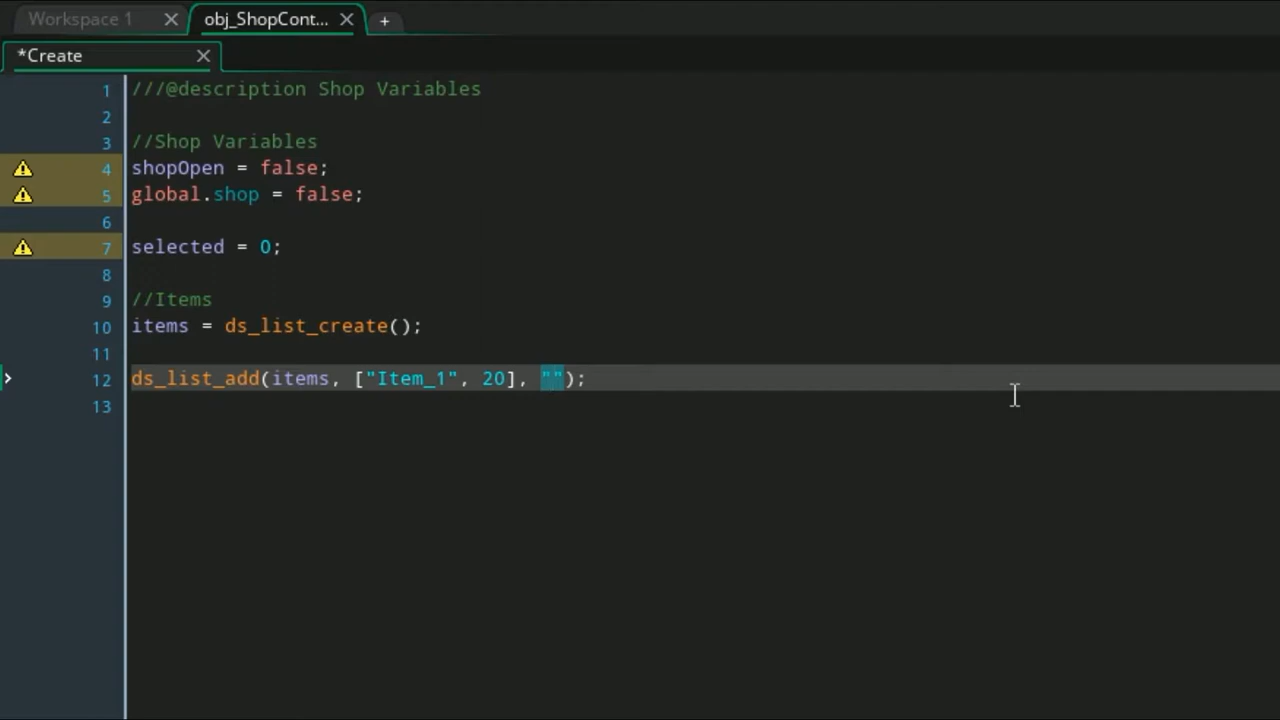 Workspace 1
obj_ShopCont...
+
*Create
1 ///@description Shop Variables
2
3 //Shop Variables
4 shopOpen = false;
5 global.shop = false;
6
7 selected = 0;
8
9 //Items
10 items = ds_list_create();
11
12 ds_list_add(items, ["Item_1", 20], "");
13